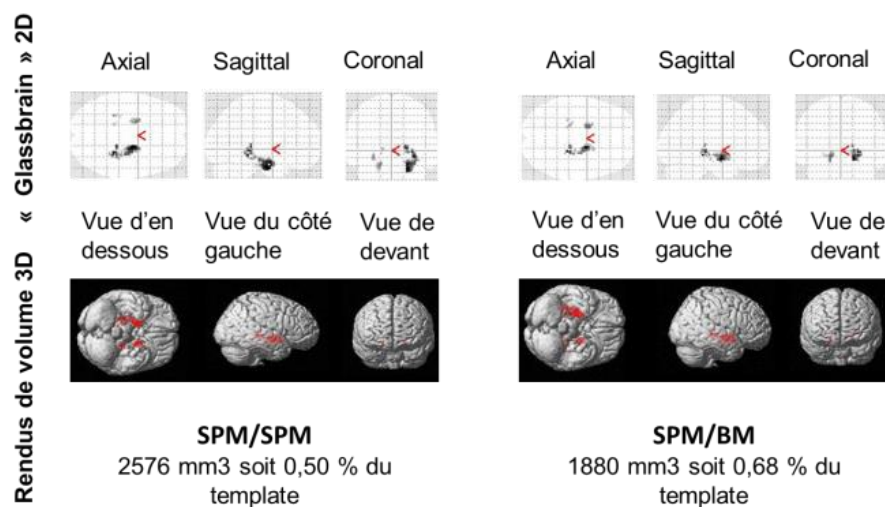 « Glassbrain » 2D
Axial Sagittal Coronal
Axial Sagittal Coronal
Rendus de volume 3D
Vue d'en dessous
Vue du côté gauche
Vue de devant
Vue d'en dessous
Vue du côté gauche
Vue de devant
SPM/SPM
2576 mm3 soit 0,50 % du
template
SPM/BM
1880 mm3 soit 0,68 % du
template